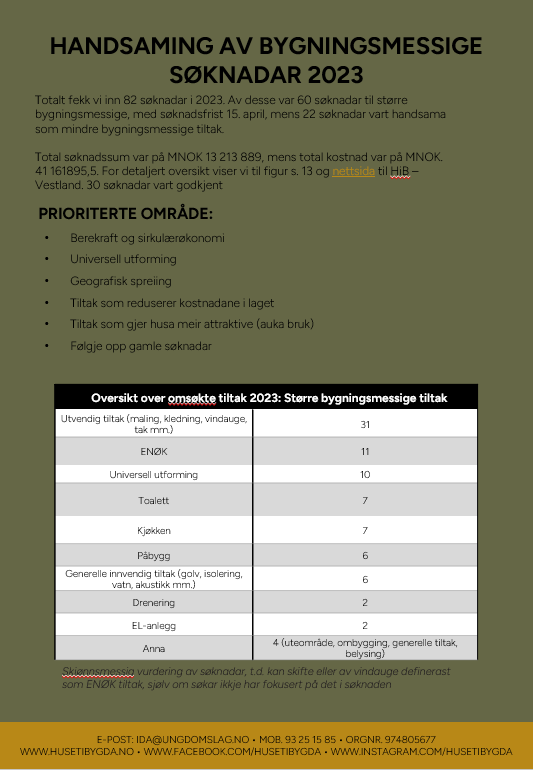 HANDSAMING AV BYGNINGSMESSIGE
SØKNADAR 2023
Totalt fekk vi inn 82 søknadar i 2023. Av desse var 60 søknadar til større
bygningsmessige, med søknadsfrist 15. april, mens 22 søknadar vart handsama
som mindre bygningsmessige tiltak.
Total søknadssum var på MNOK 13 213 889, mens total kostnad var på MNOK.
41 161895,5. For detaljert oversikt viser vi til figur s. 13 og nettsida til HiB –
Vestland. 30 søknadar vart godkjent
PRIORITERTE OMRÅDE:
• Berekraft og sirkulærøkonomi
• Universell utforming
• Geografisk spreiing
• Tiltak som reduserer kostnadane i laget
• Tiltak som gjer husa meir attraktive (auka bruk)
• Følgje opp gamle søknadar
Oversikt over omsøkte tiltak 2023: Større bygningsmessige tiltak
Utvendig tiltak (maling, kledning, vindauge,
tak mm.)
31
ENØK
11
Universell utforming
10
Toalett
7
Kjøkken
7
Påbygg
6
Generelle innvendig tiltak (golv, isolering,
vatn, akustikk mm.)
6
Drenering
2
EL-anlegg
2
Anna
4 (uteområde, ombygging, generelle tiltak,
belysing)
Skjønnsmessig vurdering av søknadar, t.d. kan skifte eller av vindauge definerast
som ENØK tiltak, sjølv om søkar ikkje har fokusert på det i søknaden
E-POST: IDA@UNGDOMSLAG.NO • MOB. 93 25 15 85 • ORGNR. 974805677
WWW.HUSETIBYGDA.NO • WWW.FACEBOOK.COM/HUSETIBYGDA • WWW.INSTAGRAM.COM/HUSETIBYGDA